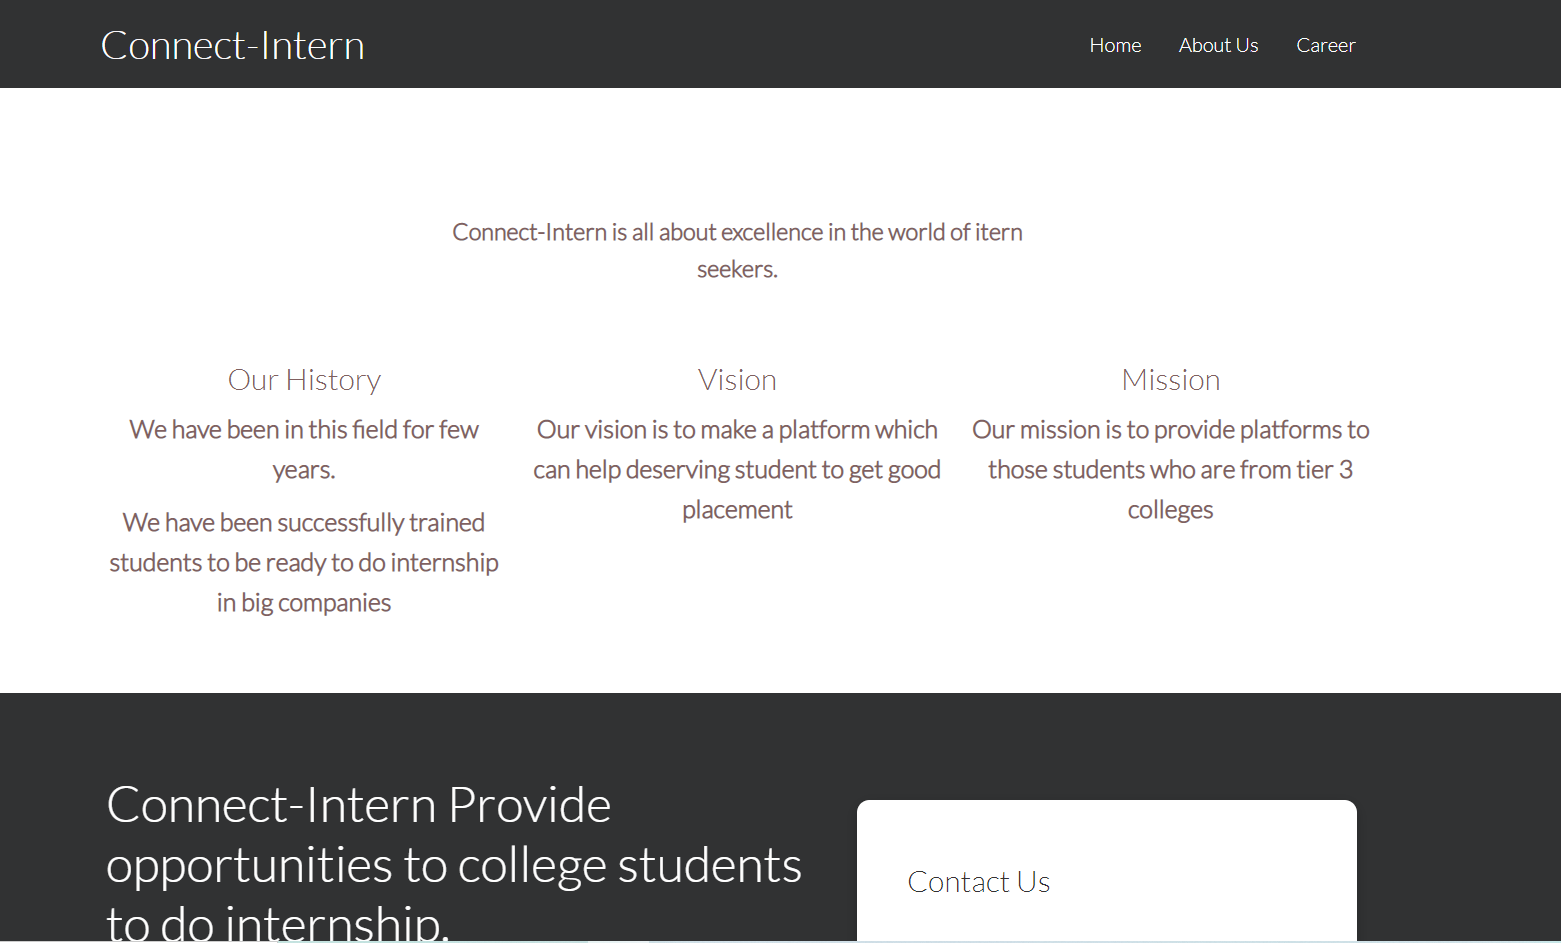 Connect-Intern
Home
About Us
Career
Connect-Intern is all about excellence in the world of itern
seekers.
Our History
We have been in this field for few
years.
We have been successfully trained
students to be ready to do internship
in big companies
Vision
Our vision is to make a platform which
can help deserving student to get good
placement
Mission
Our mission is to provide platforms to
those students who are from tier 3
colleges
Connect-Intern Provide
opportunities to college students
to do internship.
Contact Us